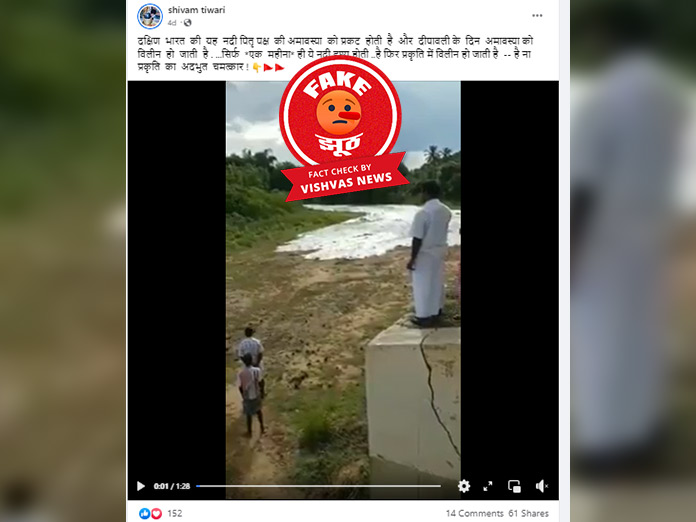 shivam tiwari
4d
दक्षिण भारत की यह नदी पितृ पक्ष की अमावस्या को प्रकट होती है और दीपावली के दिन अमावस्या को
विलीन हो जाती है . ...सिर्फ *एक महीना* ही ये नदी दृश्य होती ..है फिर प्रकृति में विलीन हो जाती है -- है ना
प्रकृति का अदभुत चमत्कार ! 👇🚩🚩
FAKE
झूठ
FACT CHECK BY
VISHVAS NEWS
0:01 / 1:28
152
14 Comments 61 Shares